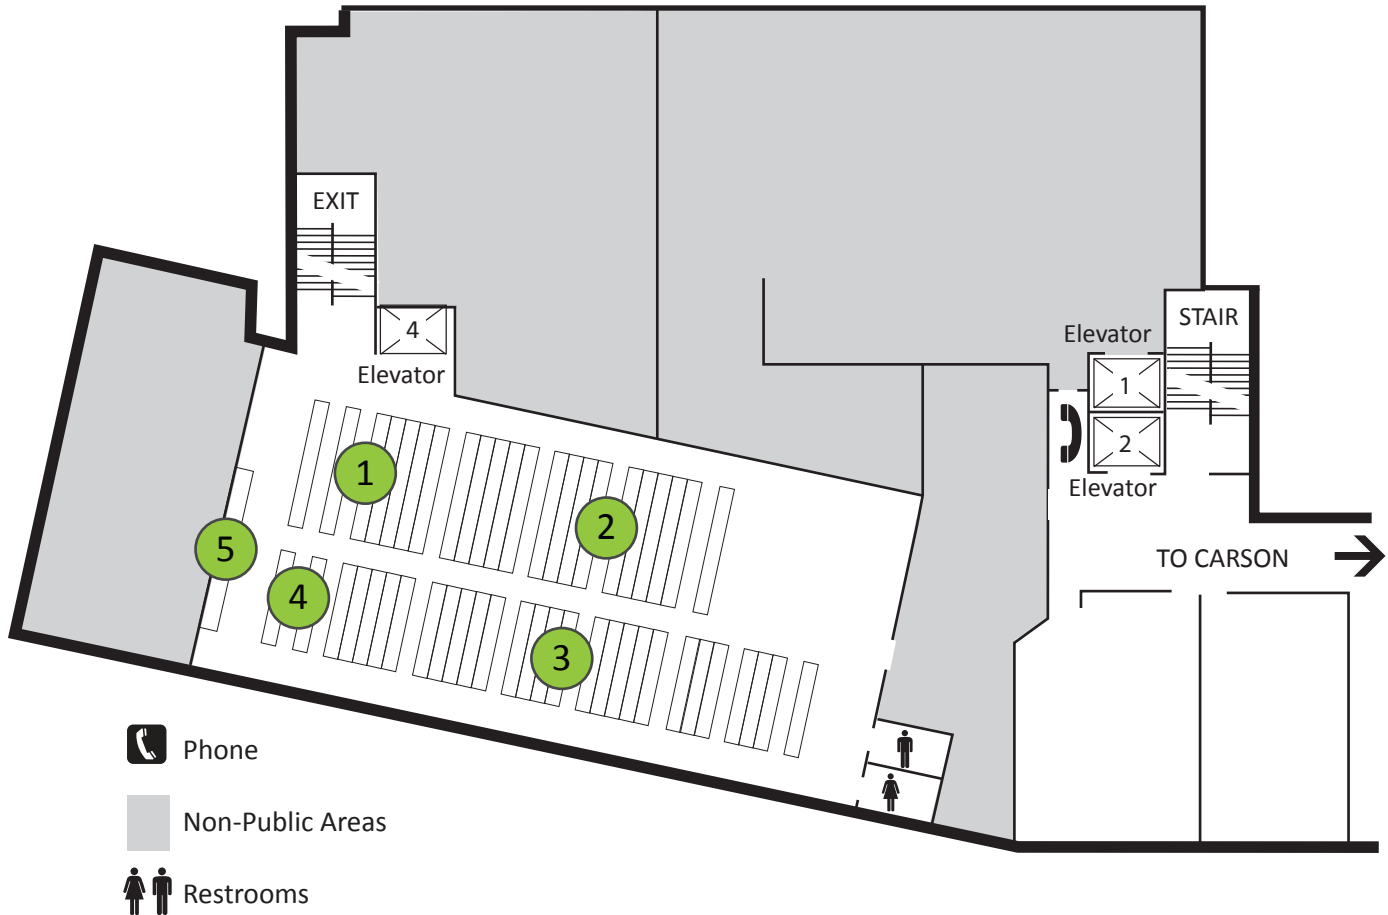 EXIT
4
Elevator
Elevator
STAIR
1
2
Elevator
1
2
5
4
3
TO CARSON
Phone
Non-Public Areas
Restrooms